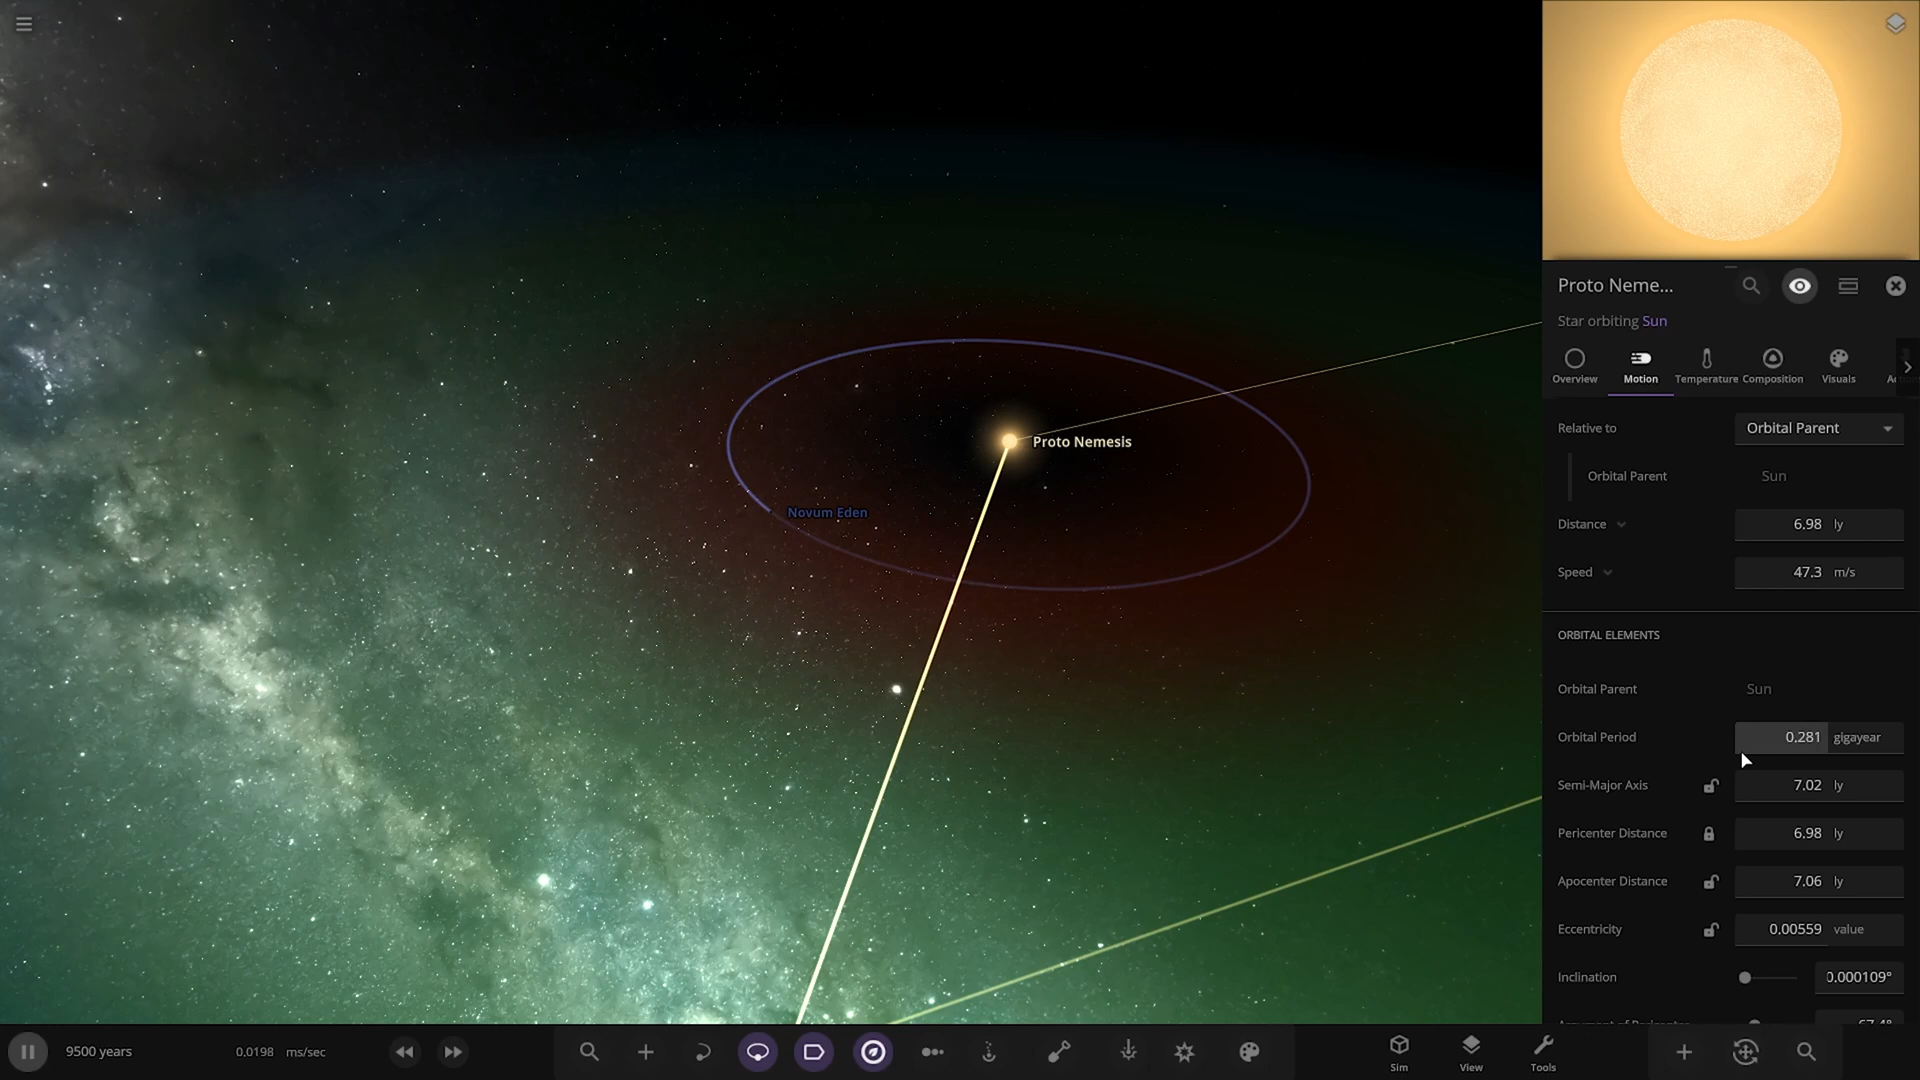 Proto Neme...
Star orbiting Sun
Overview
Motion
Temperature
Composition
Visuals
Relative to
Orbital Parent
Orbital Parent
Sun
Distance
6.98 ly
Speed
47.3 m/s
ORBITAL ELEMENTS
Orbital Parent
Sun
Orbital Period
0.281 gigayear
Semi-Major Axis
7.02 ly
Pericenter Distance
6.98 ly
Apocenter Distance
7.06 ly
Eccentricity
0.00559 value
Inclination
0.000109°
Proto Nemesis
Novum Eden
9500 years
0.0198 ms/sec
Sim
View
Tools